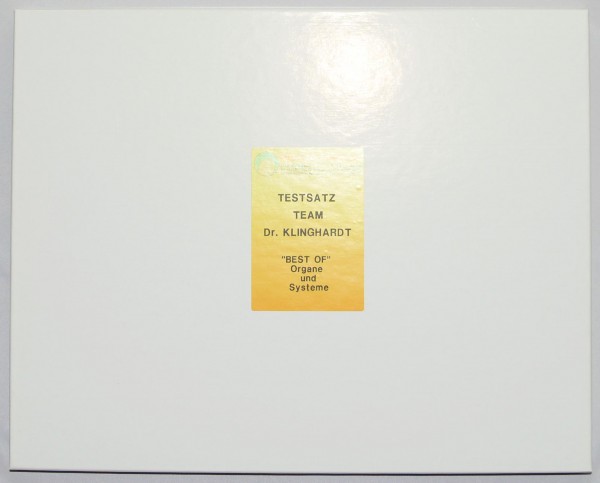 TESTSATZ
TEAM
Dr. KLINGHARDT
"BEST OF"
Organe
und
Systeme